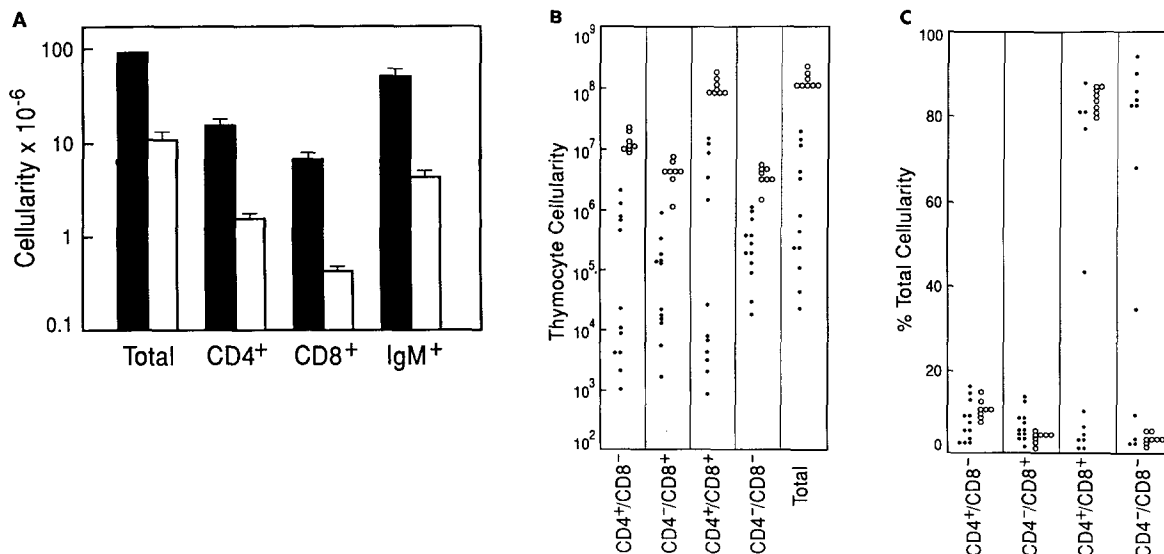 A
Cellularity x 10⁻⁶
100
10
1
0.1
Total CD4⁺ CD8⁺ IgM⁺
B
Thymocyte Cellularity
10⁹
10⁸
10⁷
10⁶
10⁵
10⁴
10³
10²
CD4⁺/CD8⁻
CD4⁻/CD8⁺
CD4⁺/CD8⁺
CD4⁻/CD8⁻
Total
C
% Total Cellularity
100
80
60
40
20
0
CD4⁺/CD8⁻
CD4⁻/CD8⁺
CD4⁺/CD8⁺
CD4⁻/CD8⁻